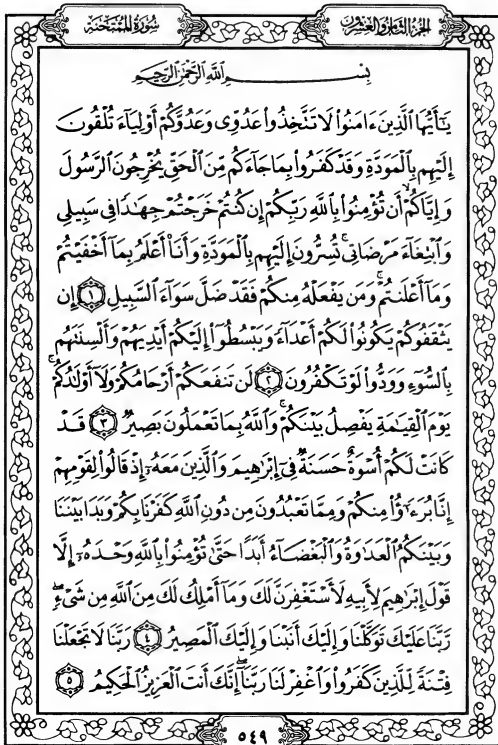 الجزء الثامن والعشرون
سورة الممتحنة
بِسْمِ اللَّهِ الرَّحْمَٰنِ الرَّحِيمِ
يَٰٓأَيُّهَا ٱلَّذِينَ ءَامَنُوا۟ لَا تَتَّخِذُوا۟ عَدُوِّى وَعَدُوَّكُمْ أَوْلِيَآءَ تُلْقُونَ
إِلَيْهِم بِٱلْمَوَدَّةِ وَقَدْ كَفَرُوا۟ بِمَا جَآءَكُم مِّنَ ٱلْحَقِّ يُخْرِجُونَ ٱلرَّسُولَ
وَإِيَّاكُمْ ۙ أَن تُؤْمِنُوا۟ بِٱللَّهِ رَبِّكُمْ إِن كُنتُمْ خَرَجْتُمْ جِهَٰدًا فِى سَبِيلِى
وَٱبْتِغَآءَ مَرْضَاتِى ۚ تُسِرُّونَ إِلَيْهِم بِٱلْمَوَدَّةِ وَأَنَا۠ أَعْلَمُ بِمَآ أَخْفَيْتُمْ
وَمَآ أَعْلَنتُمْ ۚ وَمَن يَفْعَلْهُ مِنكُمْ فَقَدْ ضَلَّ سَوَآءَ ٱلسَّبِيلِ ١ إِن
يَثْقَفُوكُمْ يَكُونُوا۟ لَكُمْ أَعْدَآءً وَيَبْسُطُوٓا۟ إِلَيْكُمْ أَيْدِيَهُمْ وَأَلْسِنَتَهُم
بِٱلسُّوٓءِ وَوَدُّوا۟ لَوْ تَكْفُرُونَ ٢ لَن تَنفَعَكُمْ أَرْحَامُكُمْ وَلَآ أَوْلَٰدُكُمْ ۚ
يَوْمَ ٱلْقِيَٰمَةِ يَفْصِلُ بَيْنَكُمْ ۚ وَٱللَّهُ بِمَا تَعْمَلُونَ بَصِيرٌ ٣ قَدْ
كَانَتْ لَكُمْ أُسْوَةٌ حَسَنَةٌ فِىٓ إِبْرَٰهِيمَ وَٱلَّذِينَ مَعَهُۥٓ إِذْ قَالُوا۟ لِقَوْمِهِمْ
إِنَّا بُرَءَٰٓؤُا۟ مِنكُمْ وَمِمَّا تَعْبُدُونَ مِن دُونِ ٱللَّهِ كَفَرْنَا بِكُمْ وَبَدَا بَيْنَنَا
وَبَيْنَكُمُ ٱلْعَدَٰوَةُ وَٱلْبَغْضَآءُ أَبَدًا حَتَّىٰ تُؤْمِنُوا۟ بِٱللَّهِ وَحْدَهُۥٓ إِلَّا
قَوْلَ إِبْرَٰهِيمَ لِأَبِيهِ لَأَسْتَغْفِرَنَّ لَكَ وَمَآ أَمْلِكُ لَكَ مِنَ ٱللَّهِ مِن شَىْءٍ ۖ
رَّبَّنَا عَلَيْكَ تَوَكَّلْنَا وَإِلَيْكَ أَنَبْنَا وَإِلَيْكَ ٱلْمَصِيرُ ٤ رَبَّنَا لَا تَجْعَلْنَا
فِتْنَةً لِّلَّذِينَ كَفَرُوا۟ وَٱغْفِرْ لَنَا رَبَّنَآ ۖ إِنَّكَ أَنتَ ٱلْعَزِيزُ ٱلْحَكِيمُ ٥
٥٤٩